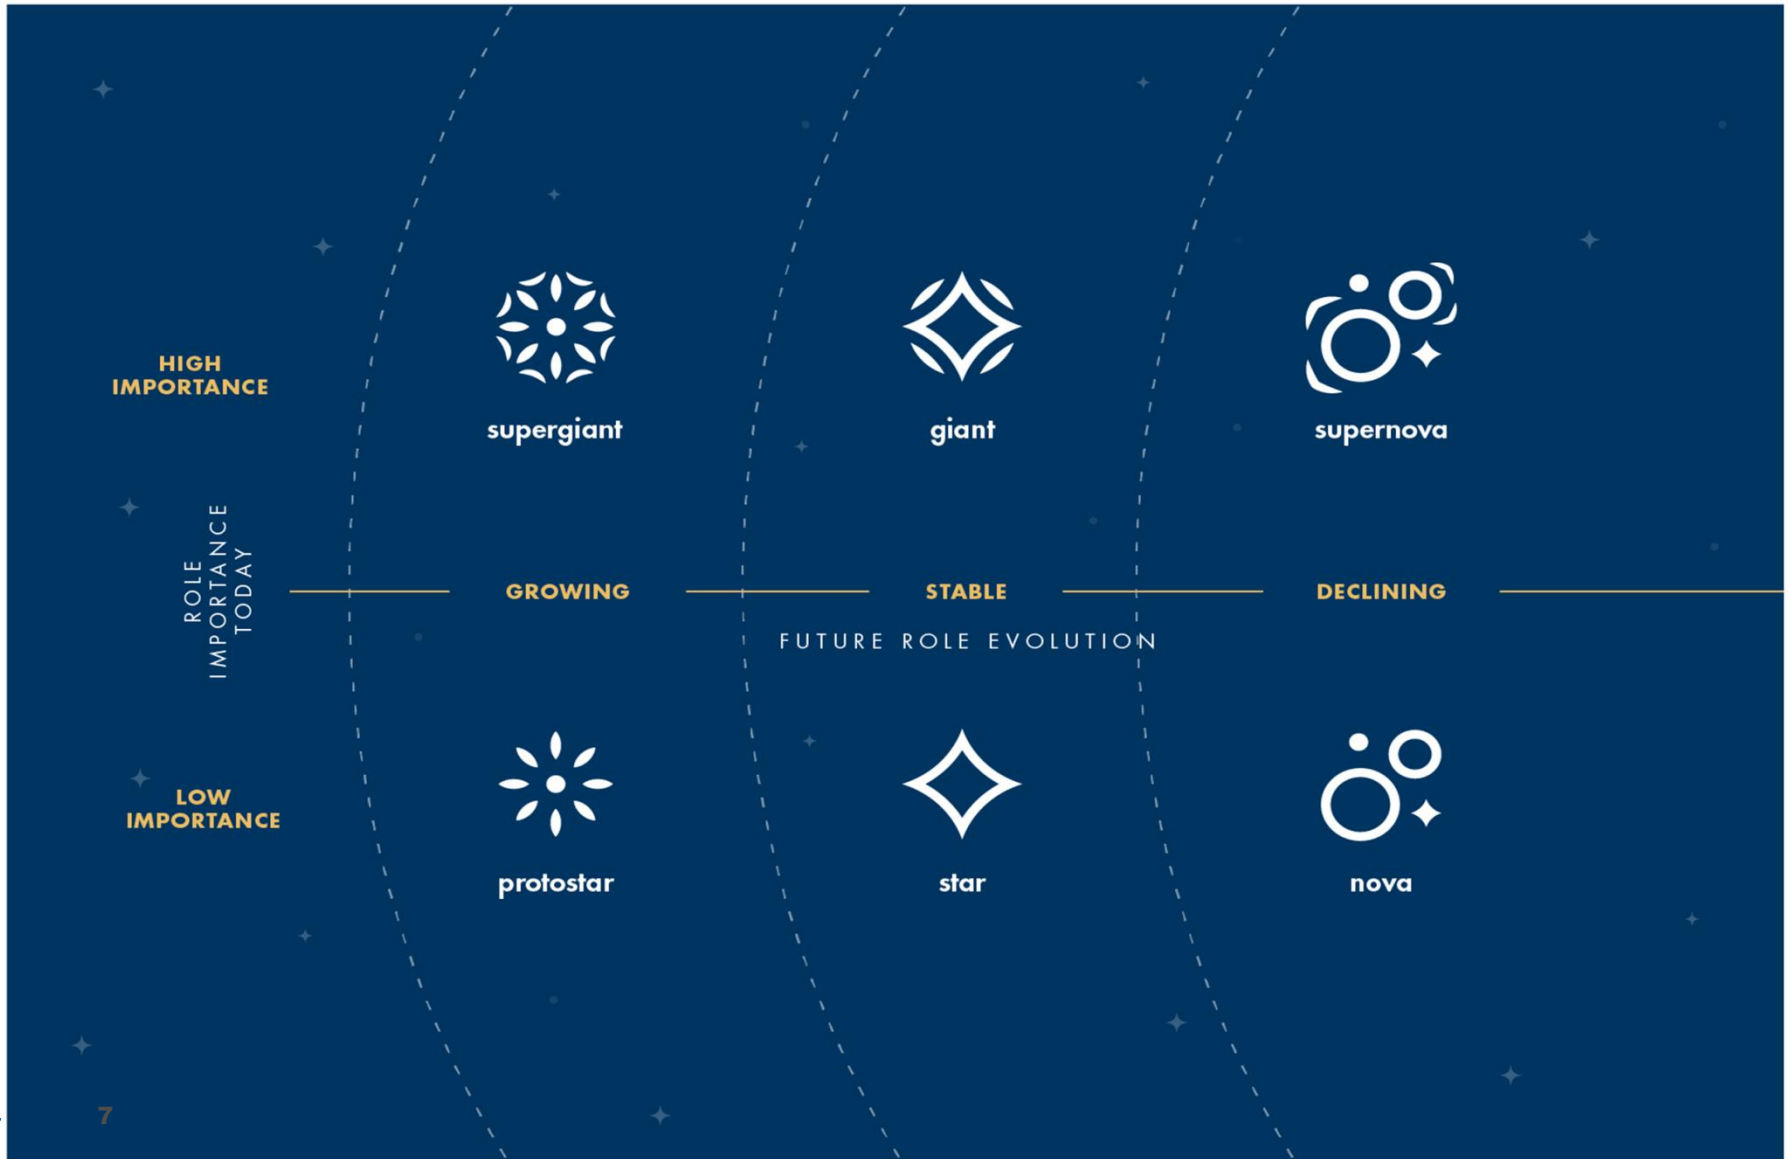 HIGH
IMPORTANCE
supergiant
giant
supernova
ROLE
IMPORTANCE
TODAY
GROWING
STABLE
DECLINING
FUTURE ROLE EVOLUTION
LOW
IMPORTANCE
protostar
star
nova
7